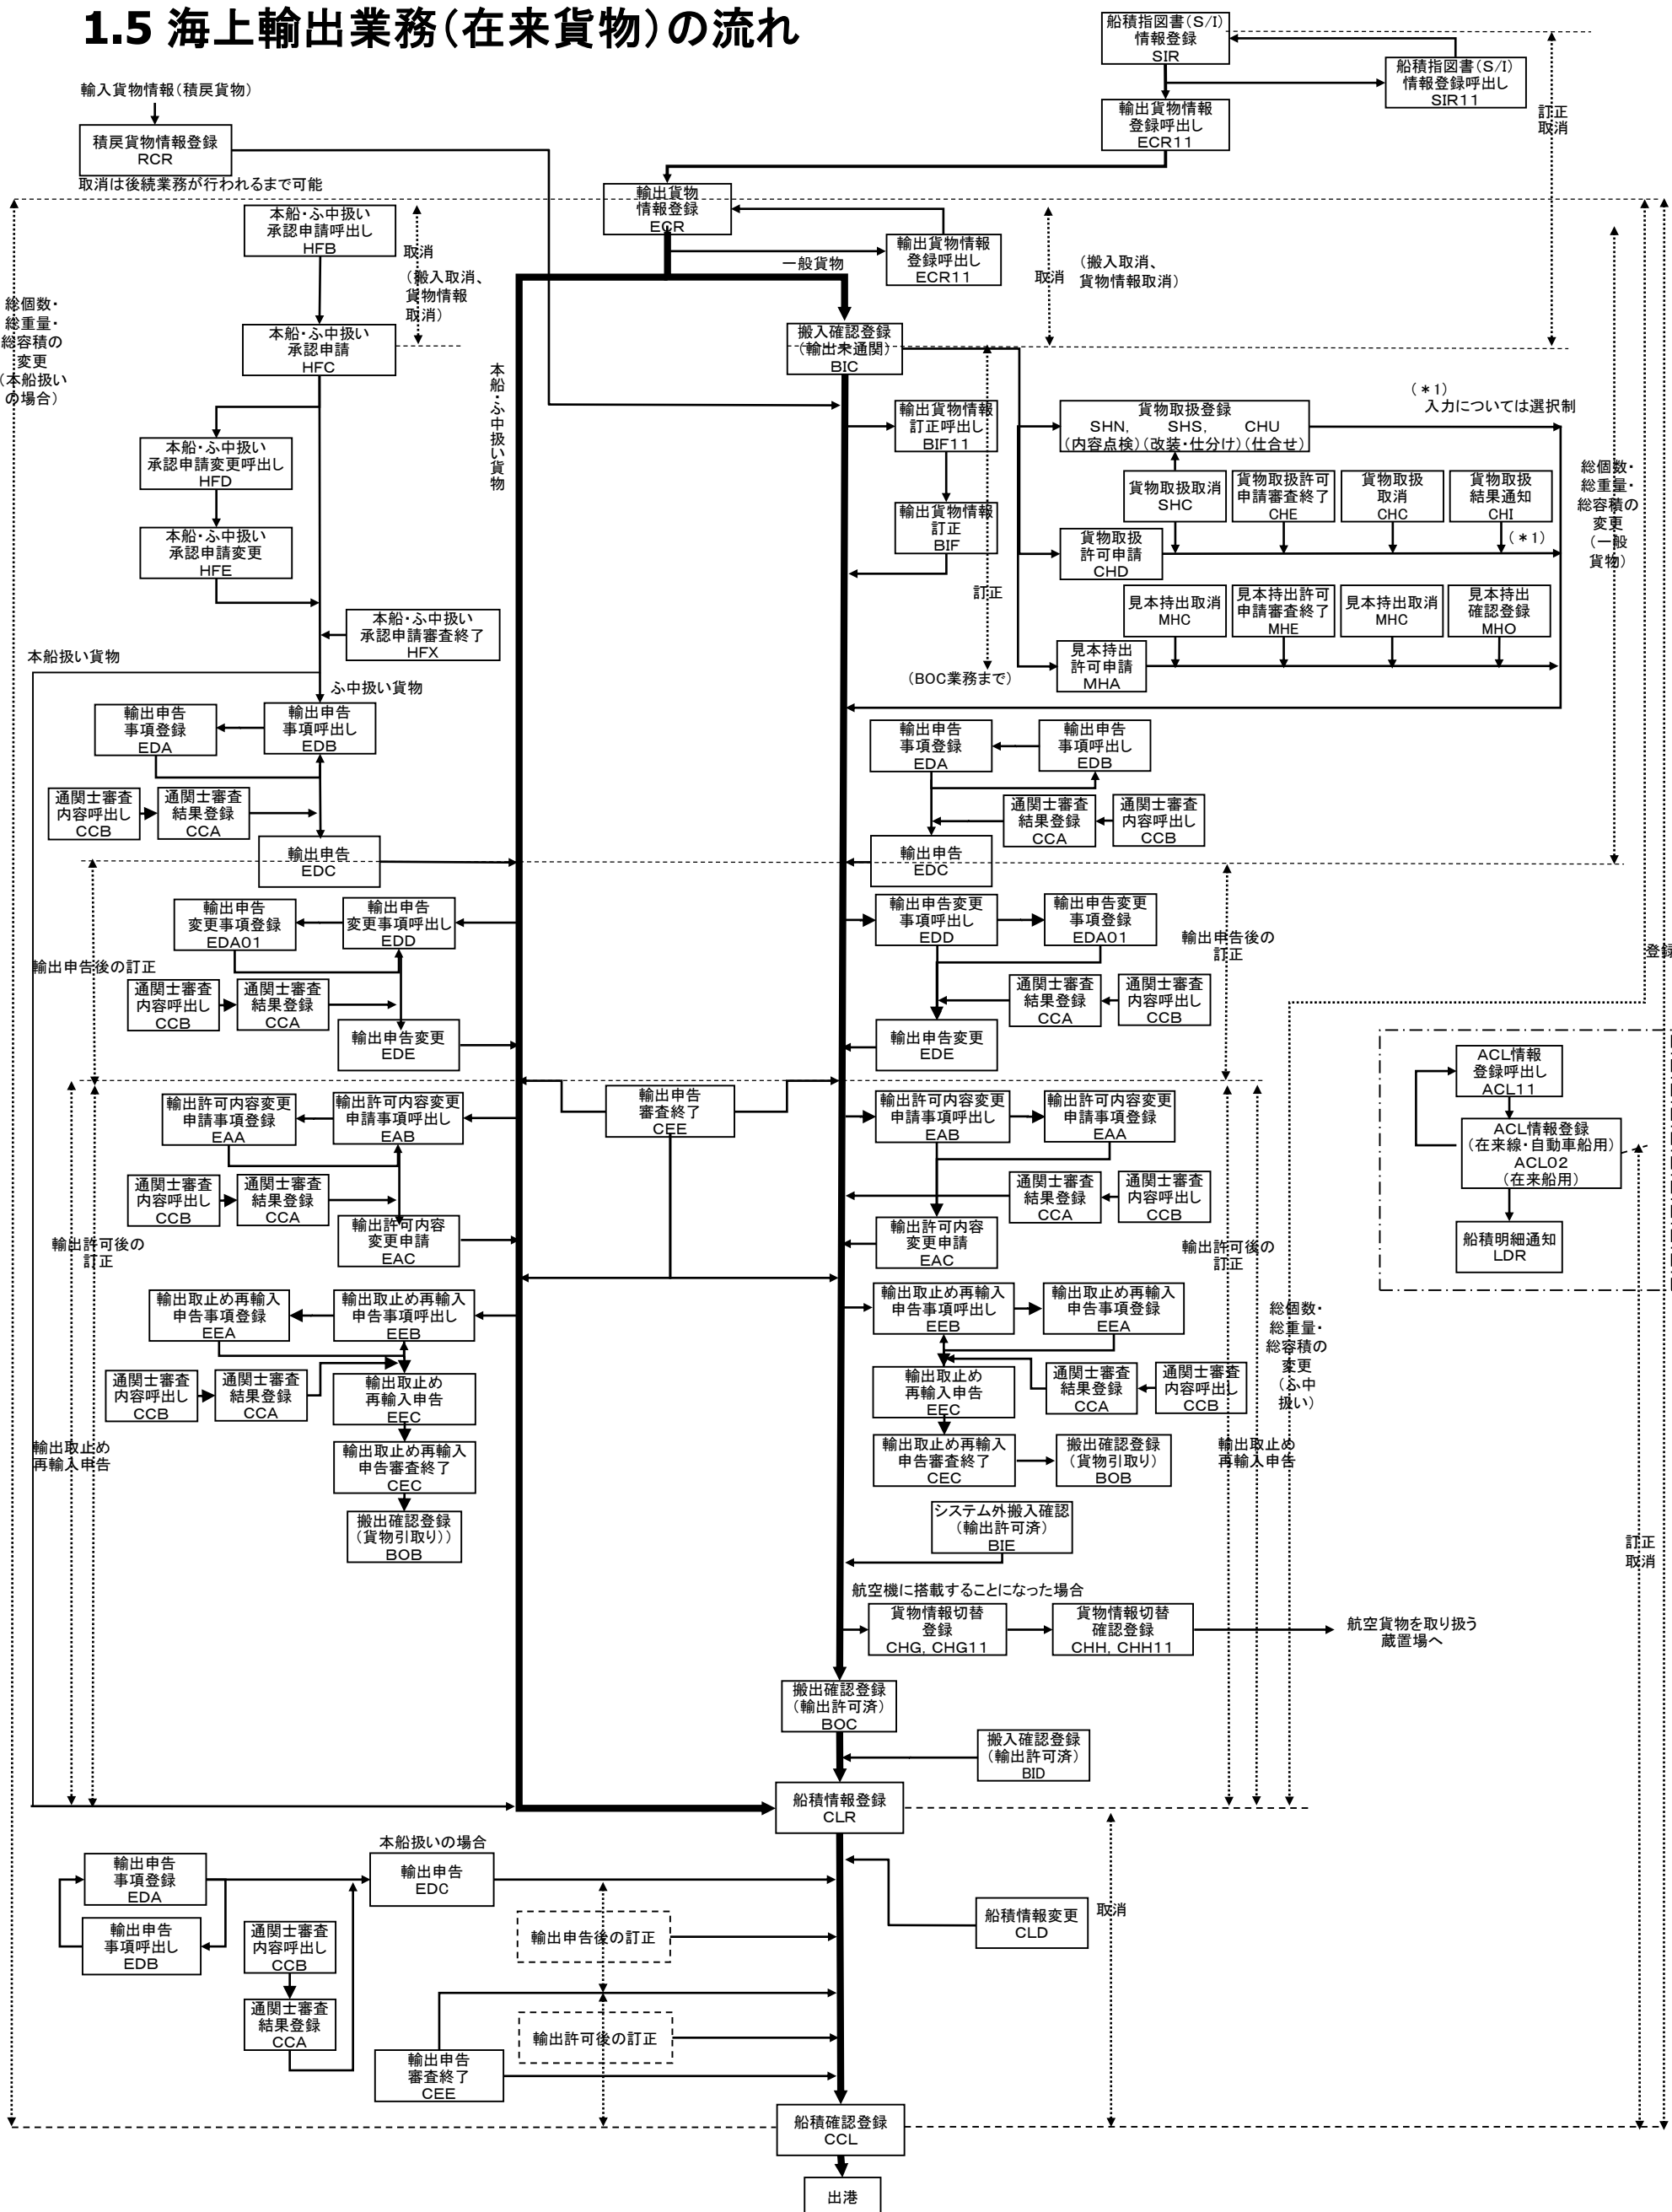 1.5 海上輸出業務(在来貨物)の流れ
船積指図書(S/I)
情報登録
SIR
船積指図書(S/I)
情報登録呼出し
SIR11
訂正
取消
輸出貨物情報
登録呼出し
ECR11
輸入貨物情報(積戻貨物)
積戻貨物情報登録
RCR
取消は後続業務が行われるまで可能
輸出貨物
情報登録
ECR
輸出貨物情報
登録呼出し
ECR11
一般貨物
取消
(搬入取消、
貨物情報取消)
本船・ふ中扱い
承認申請呼出し
HFB
取消
(搬入取消、
貨物情報
取消)
総個数・
総重量・
総容積の
変更
(本船扱い
の場合)
本船・ふ中扱い
承認申請
HFC
本船・ふ中扱い貨物
搬入確認登録
(輸出未通関)
BIC
輸出貨物情報
訂正呼出し
BIF11
輸出貨物情報
訂正
BIF
訂正
(BOC業務まで)
(*1)
入力については選択制
貨物取扱登録
SHN, SHS, CHU
(内容点検)(改装・仕分け)(仕合せ)
貨物取扱取消
SHC
貨物取扱許可
申請審査終了
CHE
貨物取扱
取消
CHC
貨物取扱
結果通知
CHI
(*1)
貨物取扱
許可申請
CHD
見本持出取消
MHC
見本持出許可
申請審査終了
MHE
見本持出取消
MHC
見本持出
確認登録
MHO
見本持出
許可申請
MHA
総個数・
総重量・
総容積の
変更
(一般
貨物)
本船・ふ中扱い
承認申請変更呼出し
HFD
本船・ふ中扱い
承認申請変更
HFE
本船・ふ中扱い
承認申請審査終了
HFX
本船扱い貨物
ふ中扱い貨物
輸出申告
事項登録
EDA
輸出申告
事項呼出し
EDB
通関士審査
内容呼出し
CCB
通関士審査
結果登録
CCA
輸出申告
EDC
輸出申告
事項登録
EDA
輸出申告
事項呼出し
EDB
通関士審査
結果登録
CCA
通関士審査
内容呼出し
CCB
輸出申告
EDC
輸出申告
変更事項登録
EDA01
輸出申告
変更事項呼出し
EDD
輸出申告後の訂正
通関士審査
内容呼出し
CCB
通関士審査
結果登録
CCA
輸出申告変更
EDE
輸出申告変更
事項呼出し
EDD
輸出申告変更
事項登録
EDA01
輸出申告後の
訂正
通関士審査
結果登録
CCA
通関士審査
内容呼出し
CCB
輸出申告変更
EDE
登録
輸出申告
審査終了
CEE
ACL情報
登録呼出し
ACL11
ACL情報登録
(在来線・自動車船用)
ACL02
(在来船用)
船積明細通知
LDR
輸出許可内容変更
申請事項登録
EAA
輸出許可内容変更
申請事項呼出し
EAB
通関士審査
内容呼出し
CCB
通関士審査
結果登録
CCA
輸出許可内容
変更申請
EAC
輸出許可後の
訂正
輸出許可内容変更
申請事項呼出し
EAB
輸出許可内容変更
申請事項登録
EAA
通関士審査
結果登録
CCA
通関士審査
内容呼出し
CCB
輸出許可内容
変更申請
EAC
輸出許可後の
訂正
輸出取止め再輸入
申告事項登録
EEA
輸出取止め再輸入
申告事項呼出し
EEB
通関士審査
内容呼出し
CCB
通関士審査
結果登録
CCA
輸出取止め
再輸入申告
EEC
輸出取止め再輸入
申告審査終了
CEC
搬出確認登録
(貨物引取り))
BOB
輸出取止め
再輸入申告
輸出取止め再輸入
申告事項呼出し
EEB
輸出取止め再輸入
申告事項登録
EEA
輸出取止め
再輸入申告
EEC
通関士審査
結果登録
CCA
通関士審査
内容呼出し
CCB
輸出取止め再輸入
申告審査終了
CEC
搬出確認登録
(貨物引取り)
BOB
輸出取止め
再輸入申告
総個数・
総重量・
総容積の
変更
(ふ中
扱い)
システム外搬入確認
(輸出許可済)
BIE
訂正
取消
航空機に搭載することになった場合
貨物情報切替
登録
CHG, CHG11
貨物情報切替
確認登録
CHH, CHH11
航空貨物を取り扱う
蔵置場へ
搬出確認登録
(輸出許可済)
BOC
搬入確認登録
(輸出許可済)
BID
船積情報登録
CLR
本船扱いの場合
輸出申告
事項登録
EDA
輸出申告
EDC
輸出申告
事項呼出し
EDB
通関士審査
内容呼出し
CCB
通関士審査
結果登録
CCA
輸出申告後の訂正
輸出許可後の訂正
輸出申告
審査終了
CEE
船積情報変更
CLD
取消
船積確認登録
CCL
出港